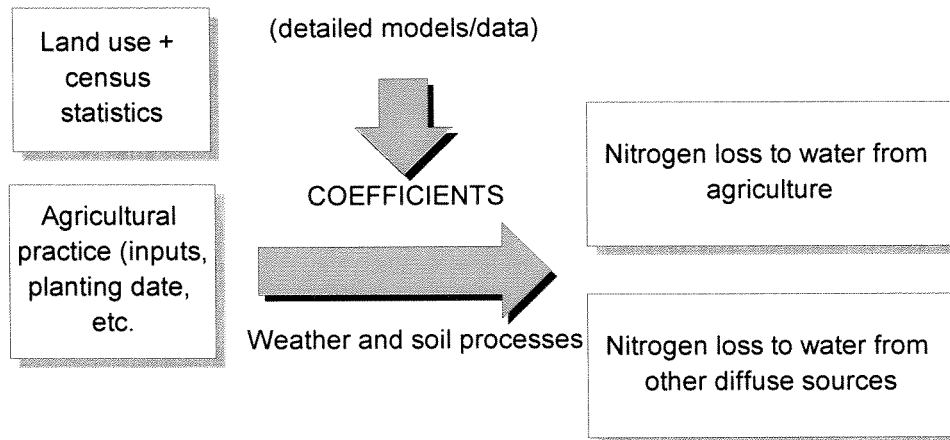 Land use +
census
statistics
Agricultural
practice (inputs,
planting date,
etc.
(detailed models/data)
COEFFICIENTS
Weather and soil processes
Nitrogen loss to water from
agriculture
Nitrogen loss to water from
other diffuse sources